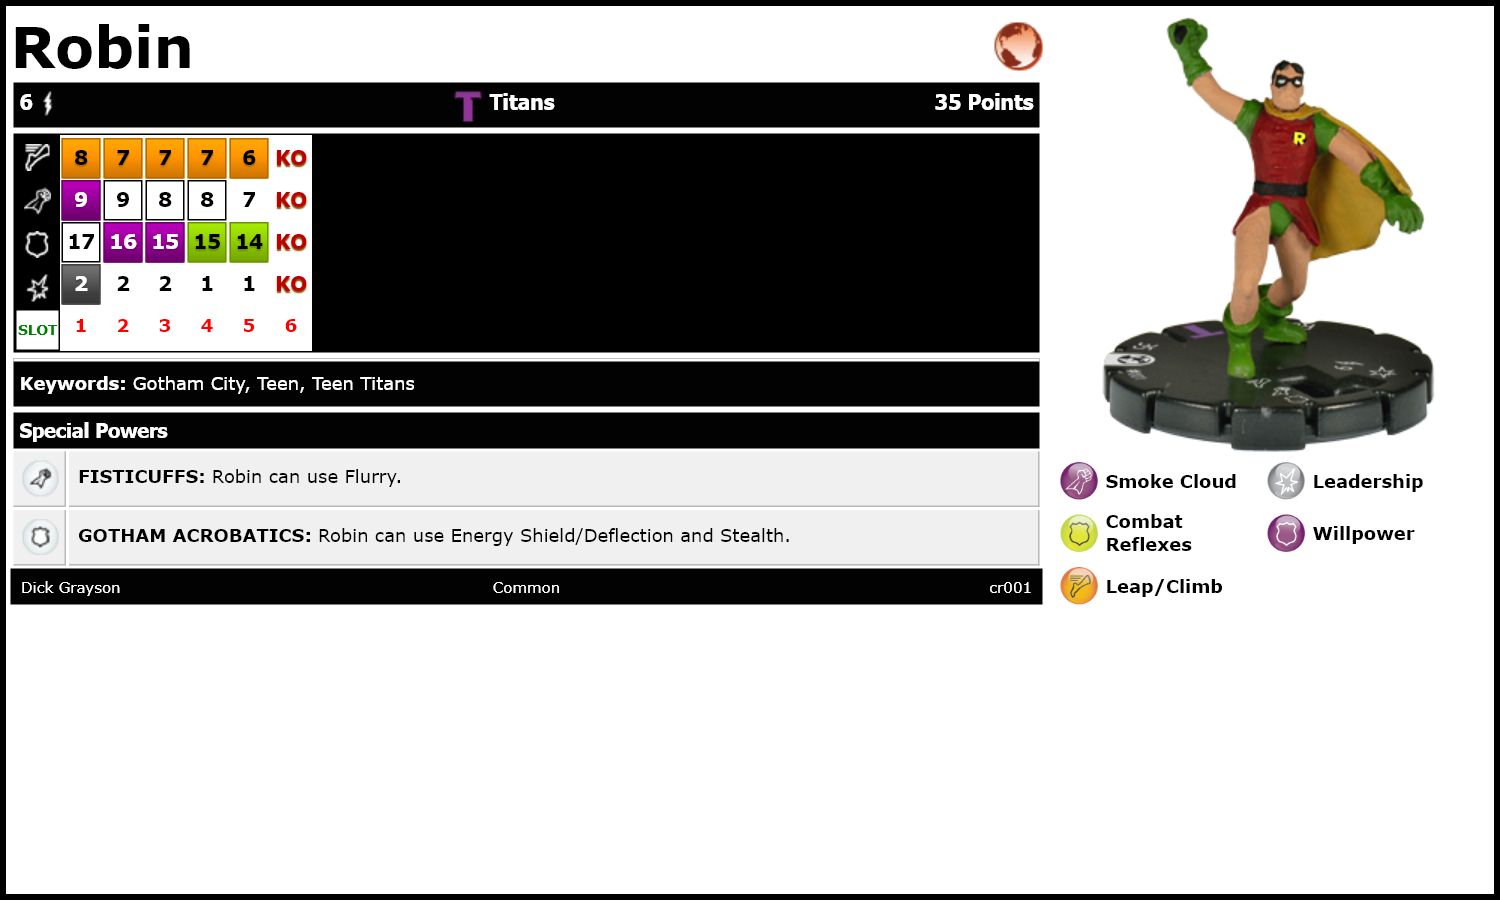 Robin
6 T Titans 35 Points
8 7 7 7 6 KO
9 9 8 8 7 KO
17 16 15 15 14 KO
2 2 2 1 1 KO
SLOT 1 2 3 4 5 6
Keywords: Gotham City, Teen, Teen Titans
Special Powers
FISTICUFFS: Robin can use Flurry.
GOTHAM ACROBATICS: Robin can use Energy Shield/Deflection and Stealth.
Dick Grayson Common cr001
R
Smoke Cloud
Leadership
Combat
Reflexes
Willpower
Leap/Climb